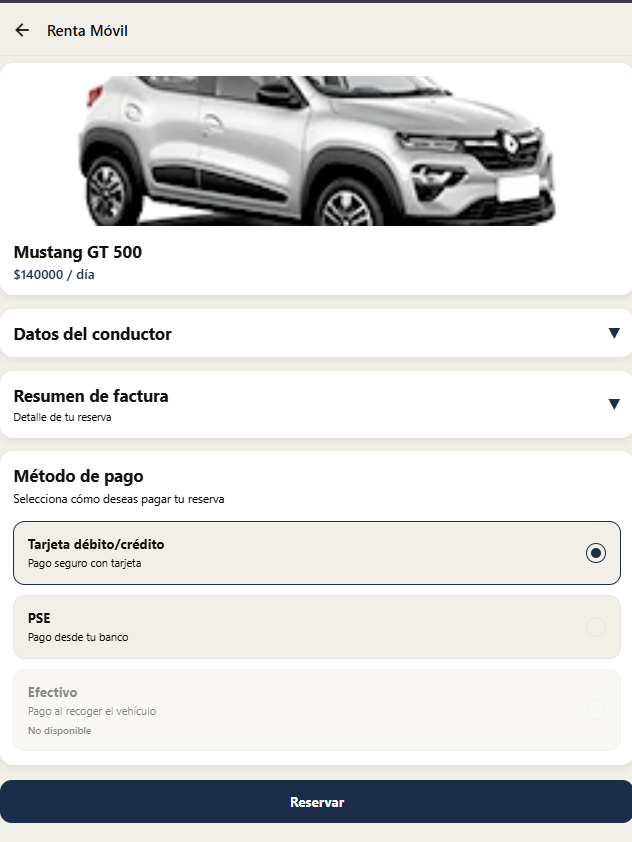 Renta Móvil
Mustang GT 500
$140000 / día
Datos del conductor
Resumen de factura
Detalle de tu reserva
Método de pago
Selecciona cómo deseas pagar tu reserva
Tarjeta débito/crédito
Pago seguro con tarjeta
PSE
Pago desde tu banco
Efectivo
Pago al recoger el vehículo
No disponible
Reservar